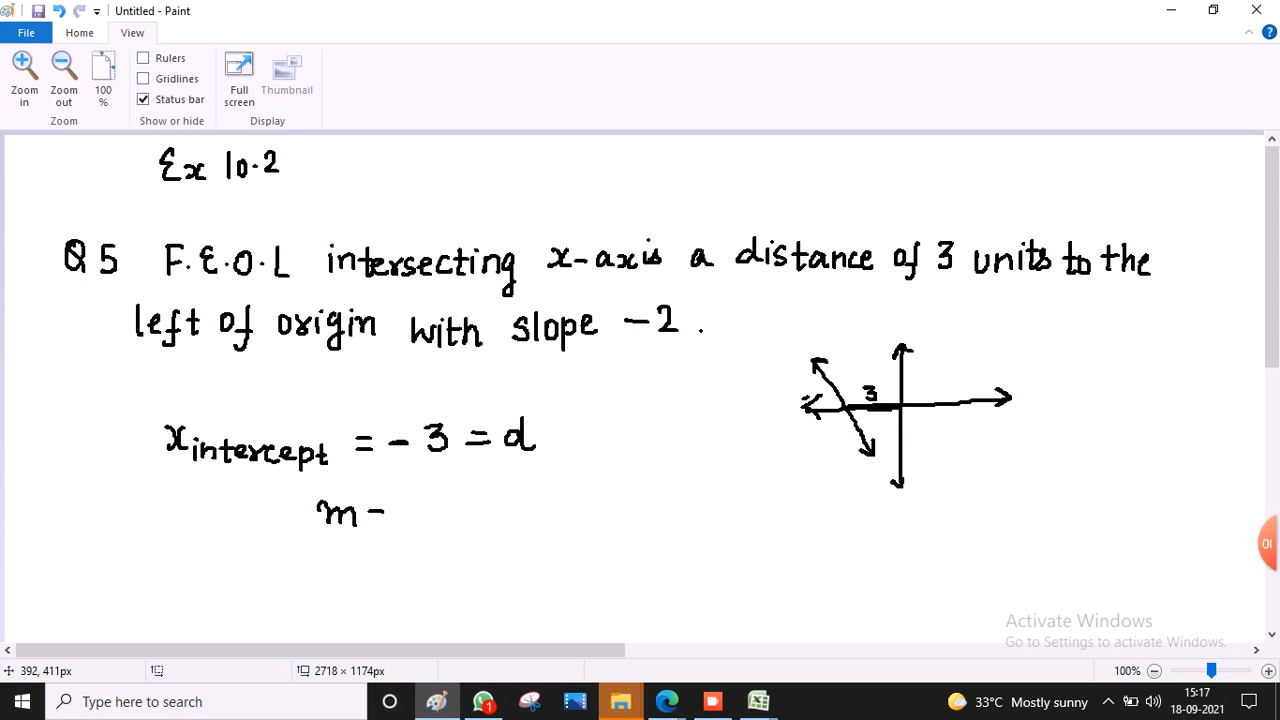 Untitled - Paint
File Home View
Zoom in
Zoom out
100 %
Rulers
Gridlines
Status bar
Full screen
Thumbnail
Zoom
Show or hide
Display
Ex 10.2
Q 5 F.E.O.L intersecting x-axis a distance of 3 units to the
left of origin with slope -2 .
3
x intercept = - 3 = d
m -
00
Activate Windows
Go to Settings to activate Windows.
392, 411px
2718 × 1174px
100%
Type here to search
1
33°C Mostly sunny
15:17
18-09-2021